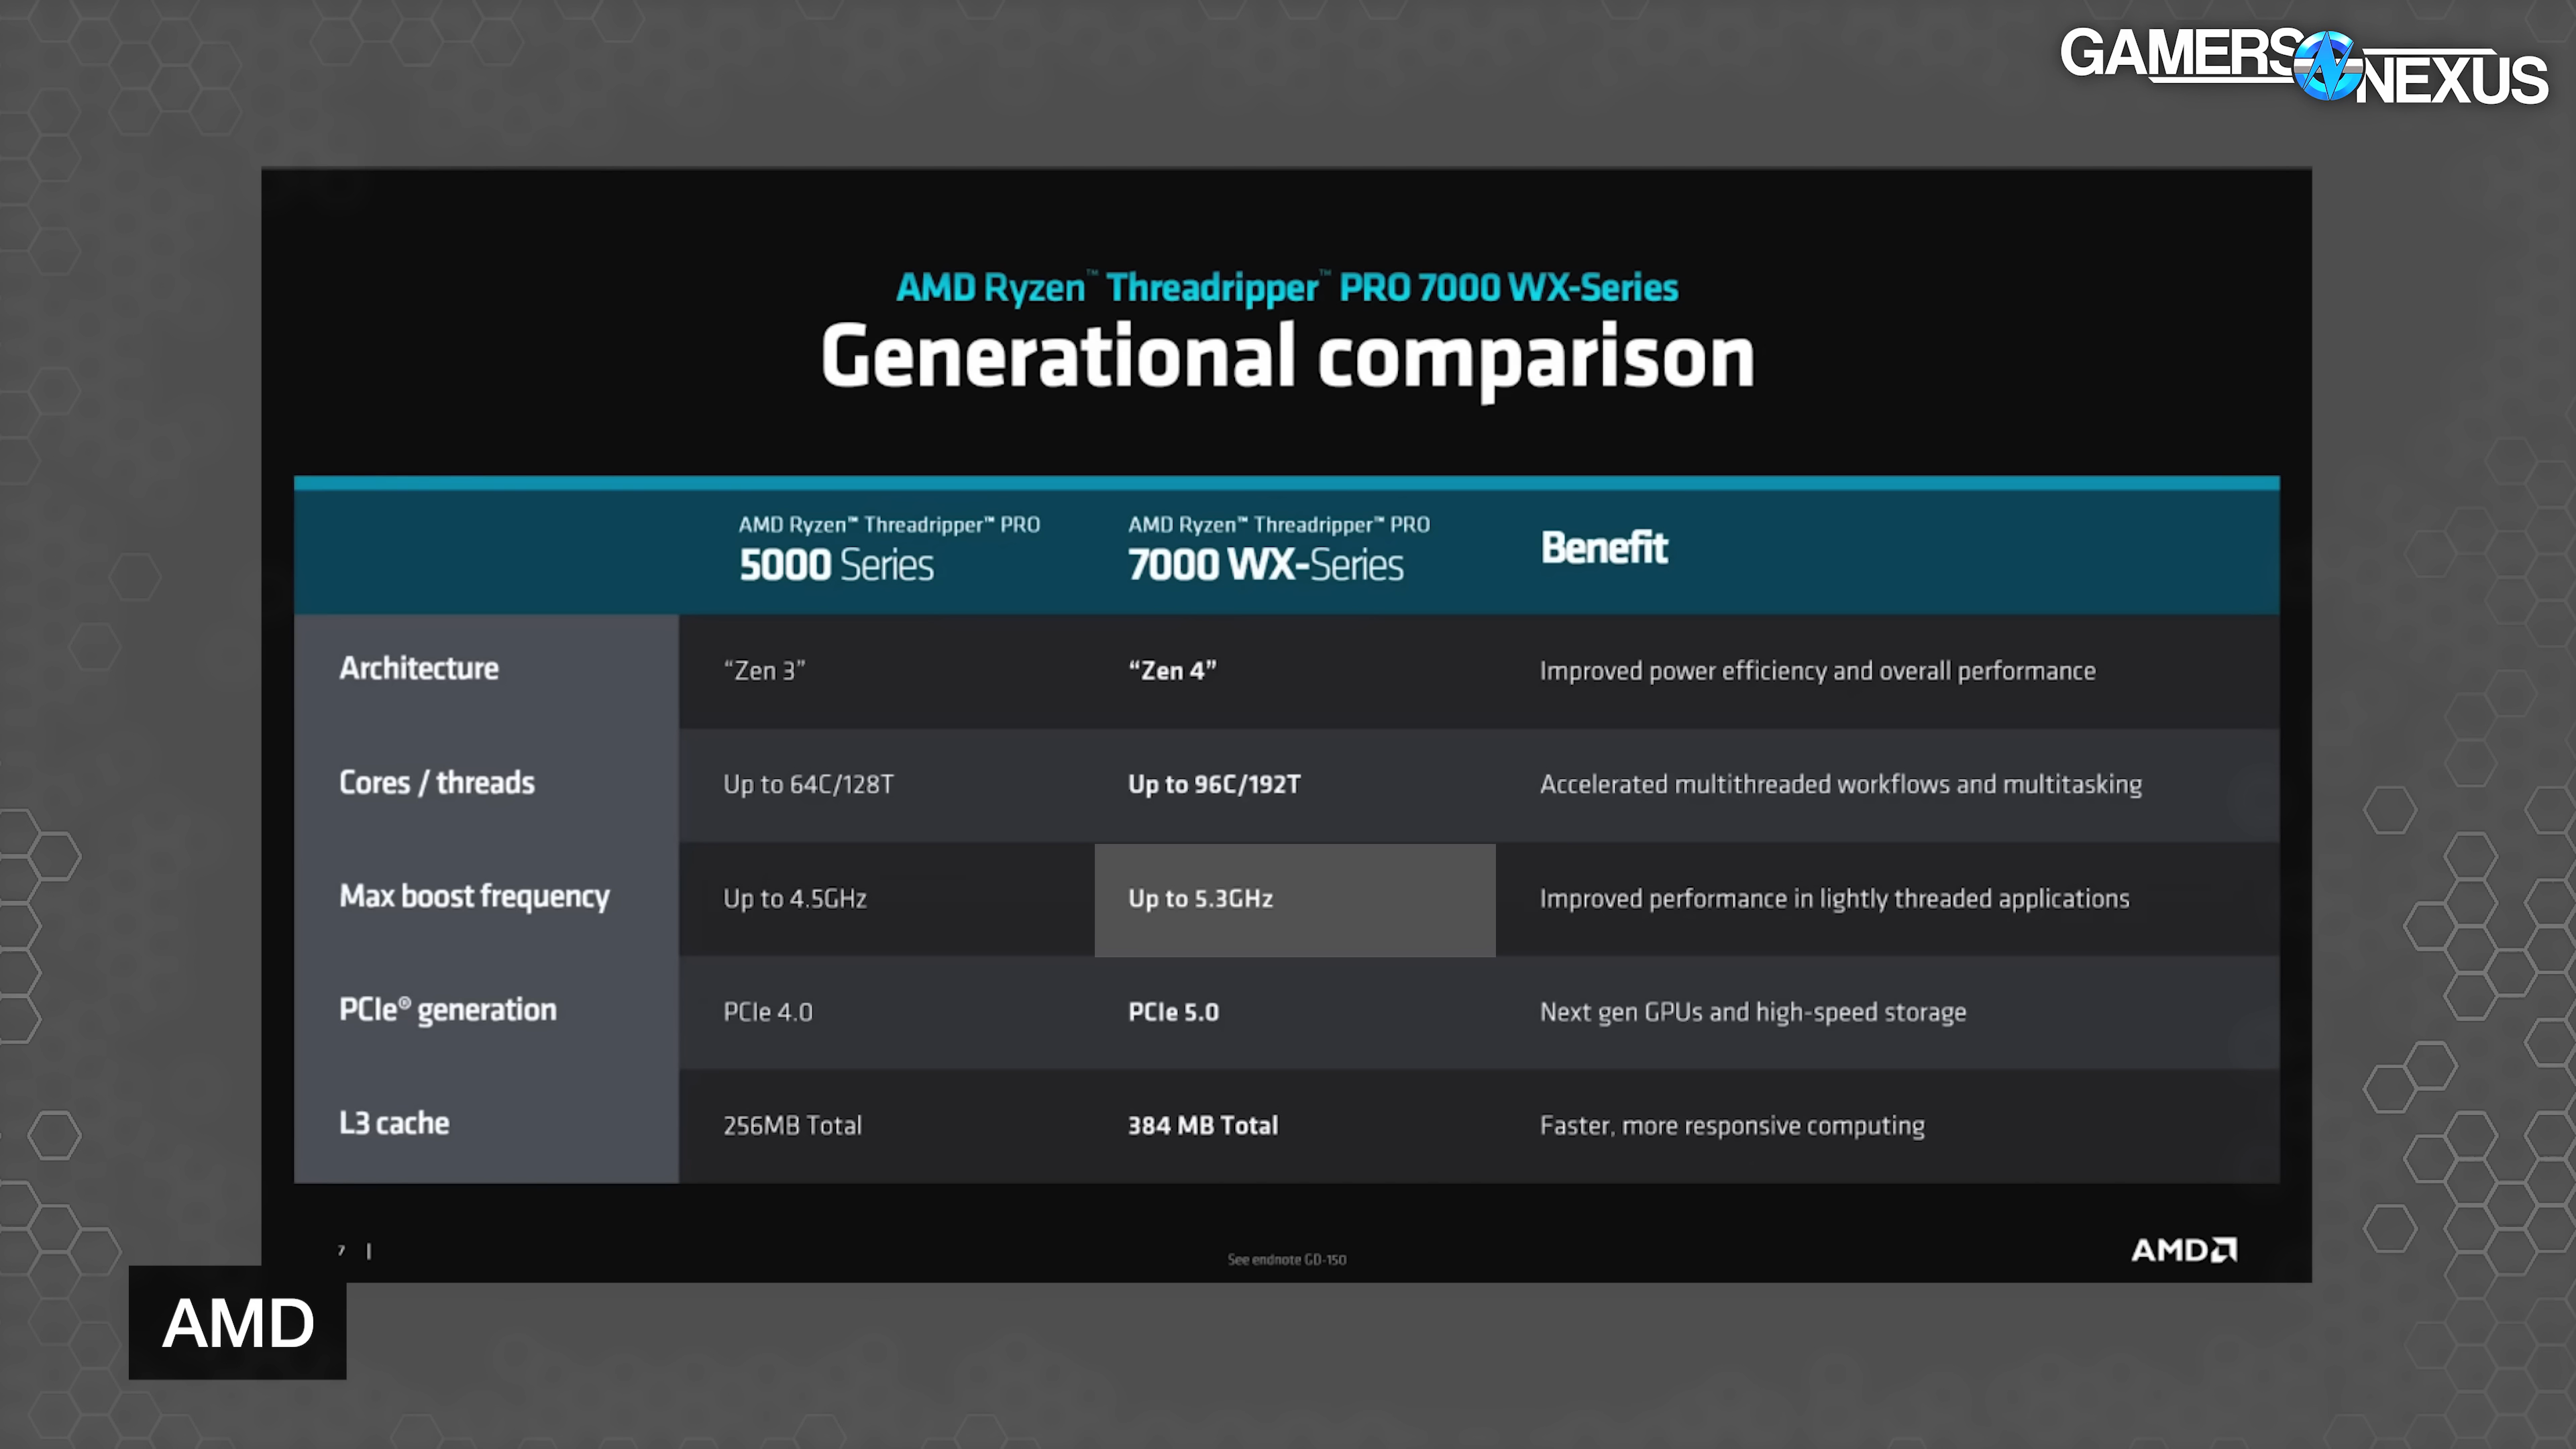 GAMERS NEXUS
AMD Ryzen™ Threadripper™ PRO 7000 WX-Series
Generational comparison
AMD Ryzen™ Threadripper™ PRO
5000 Series
AMD Ryzen™ Threadripper™ PRO
7000 WX-Series
Benefit
Architecture
“Zen 3”
“Zen 4”
Improved power efficiency and overall performance
Cores / threads
Up to 64C/128T
Up to 96C/192T
Accelerated multithreaded workflows and multitasking
Max boost frequency
Up to 4.5GHz
Up to 5.3GHz
Improved performance in lightly threaded applications
PCIe® generation
PCIe 4.0
PCIe 5.0
Next gen GPUs and high-speed storage
L3 cache
256MB Total
384 MB Total
Faster, more responsive computing
7 |
See endnote GD-150
AMD
AMD